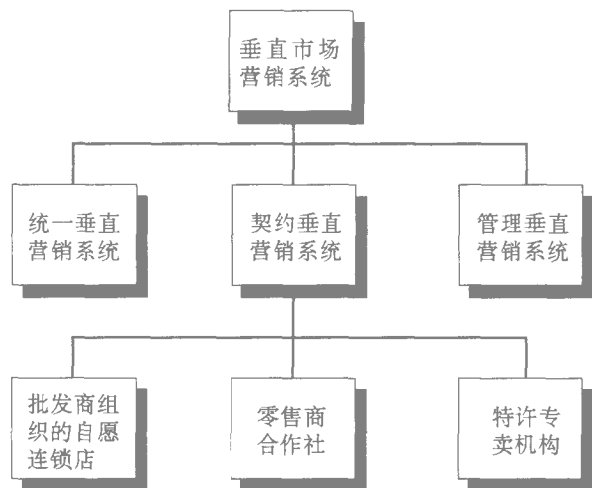 垂直市场
营销系统
统一垂直
营销系统
契约垂直
营销系统
管理垂直
营销系统
批发商组
织的自愿
连锁店
零售商
合作社
特许专
卖机构